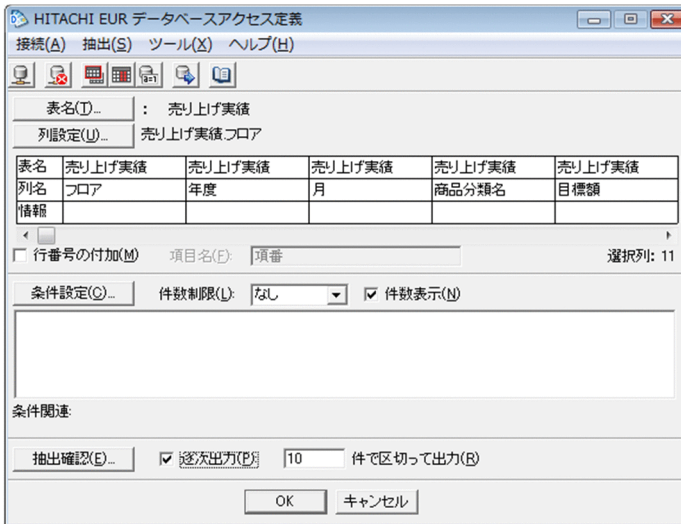 HITACHI EUR データベースアクセス定義
接続(A) 抽出(S) ツール(X) ヘルプ(H)
a=1
表名(T)... : 売り上げ実績
列設定(U)... 売り上げ実績.フロア
表名 売り上げ実績 売り上げ実績 売り上げ実績 売り上げ実績 売り上げ実績
列名 フロア 年度 月 商品分類名 目標額
情報
行番号の付加(M) 項目名(F): 項番 選択列: 11
条件設定(C)... 件数制限(L): なし 件数表示(N)
条件関連:
抽出確認(E)... 逐次出力(P): 10 件で区切って出力(R)
OK キャンセル